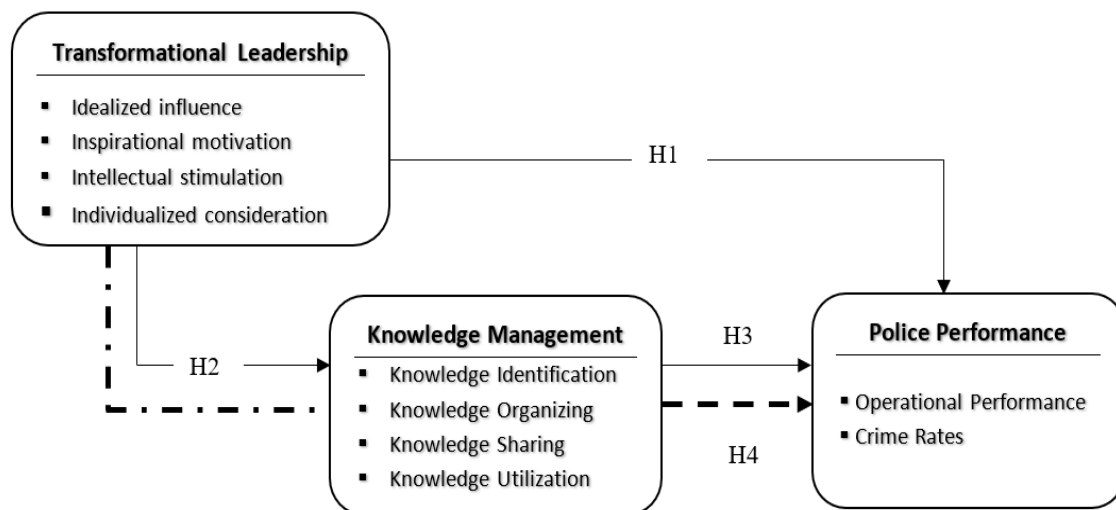 Transformational Leadership
▪ Idealized influence
▪ Inspirational motivation
▪ Intellectual stimulation
▪ Individualized consideration
H1
H2
Knowledge Management
▪ Knowledge Identification
▪ Knowledge Organizing
▪ Knowledge Sharing
▪ Knowledge Utilization
H3
H4
Police Performance
▪ Operational Performance
▪ Crime Rates